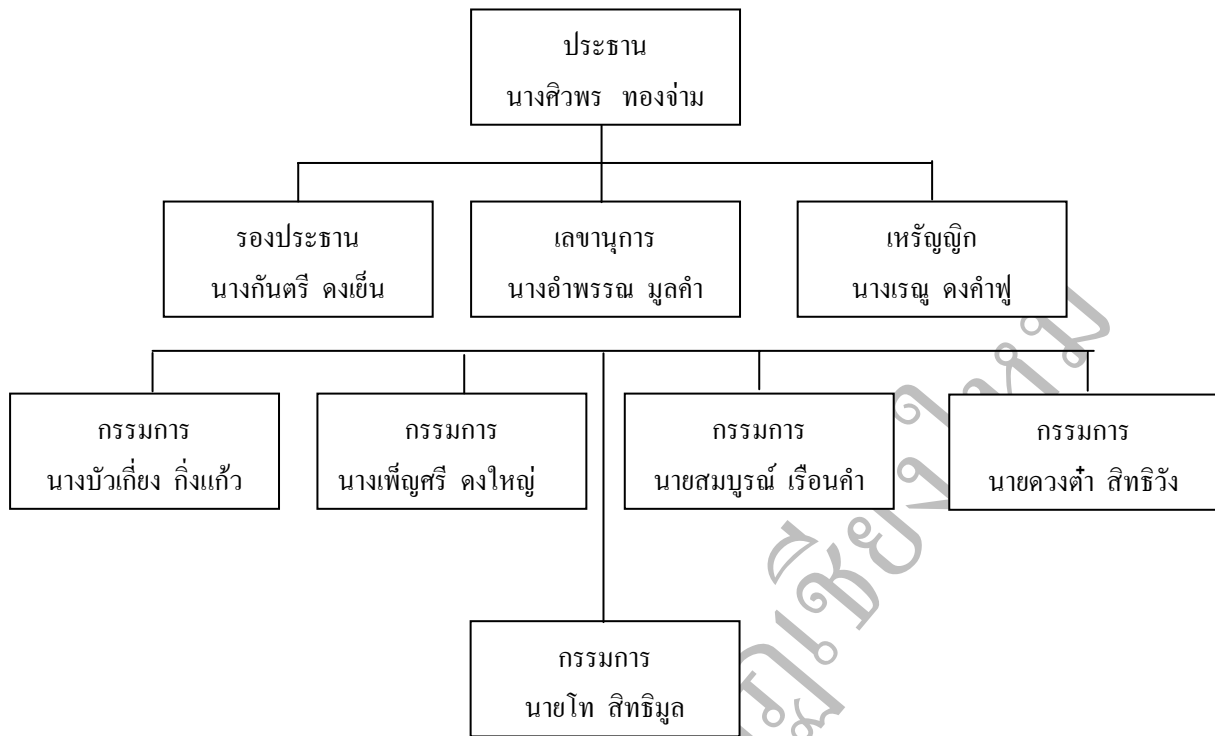 ประธาน
นางศิวพร ทองจ่าม
รองประธาน
นางกันตรี ดงเย็น
เลขานุการ
นางอำพรรณ มูลคำ
เหรัญญิก
นางเรณู ดงคำฟู
กรรมการ
นางบัวเกี่ยง กิ่งแก้ว
กรรมการ
นางเพ็ญศรี ดงใหญ่
กรรมการ
นายสมบูรณ์ เรือนคำ
กรรมการ
นายดวงต๋ำ สิทธิวัง
กรรมการ
นายโท สิทธิมูล
เชียงใหม่